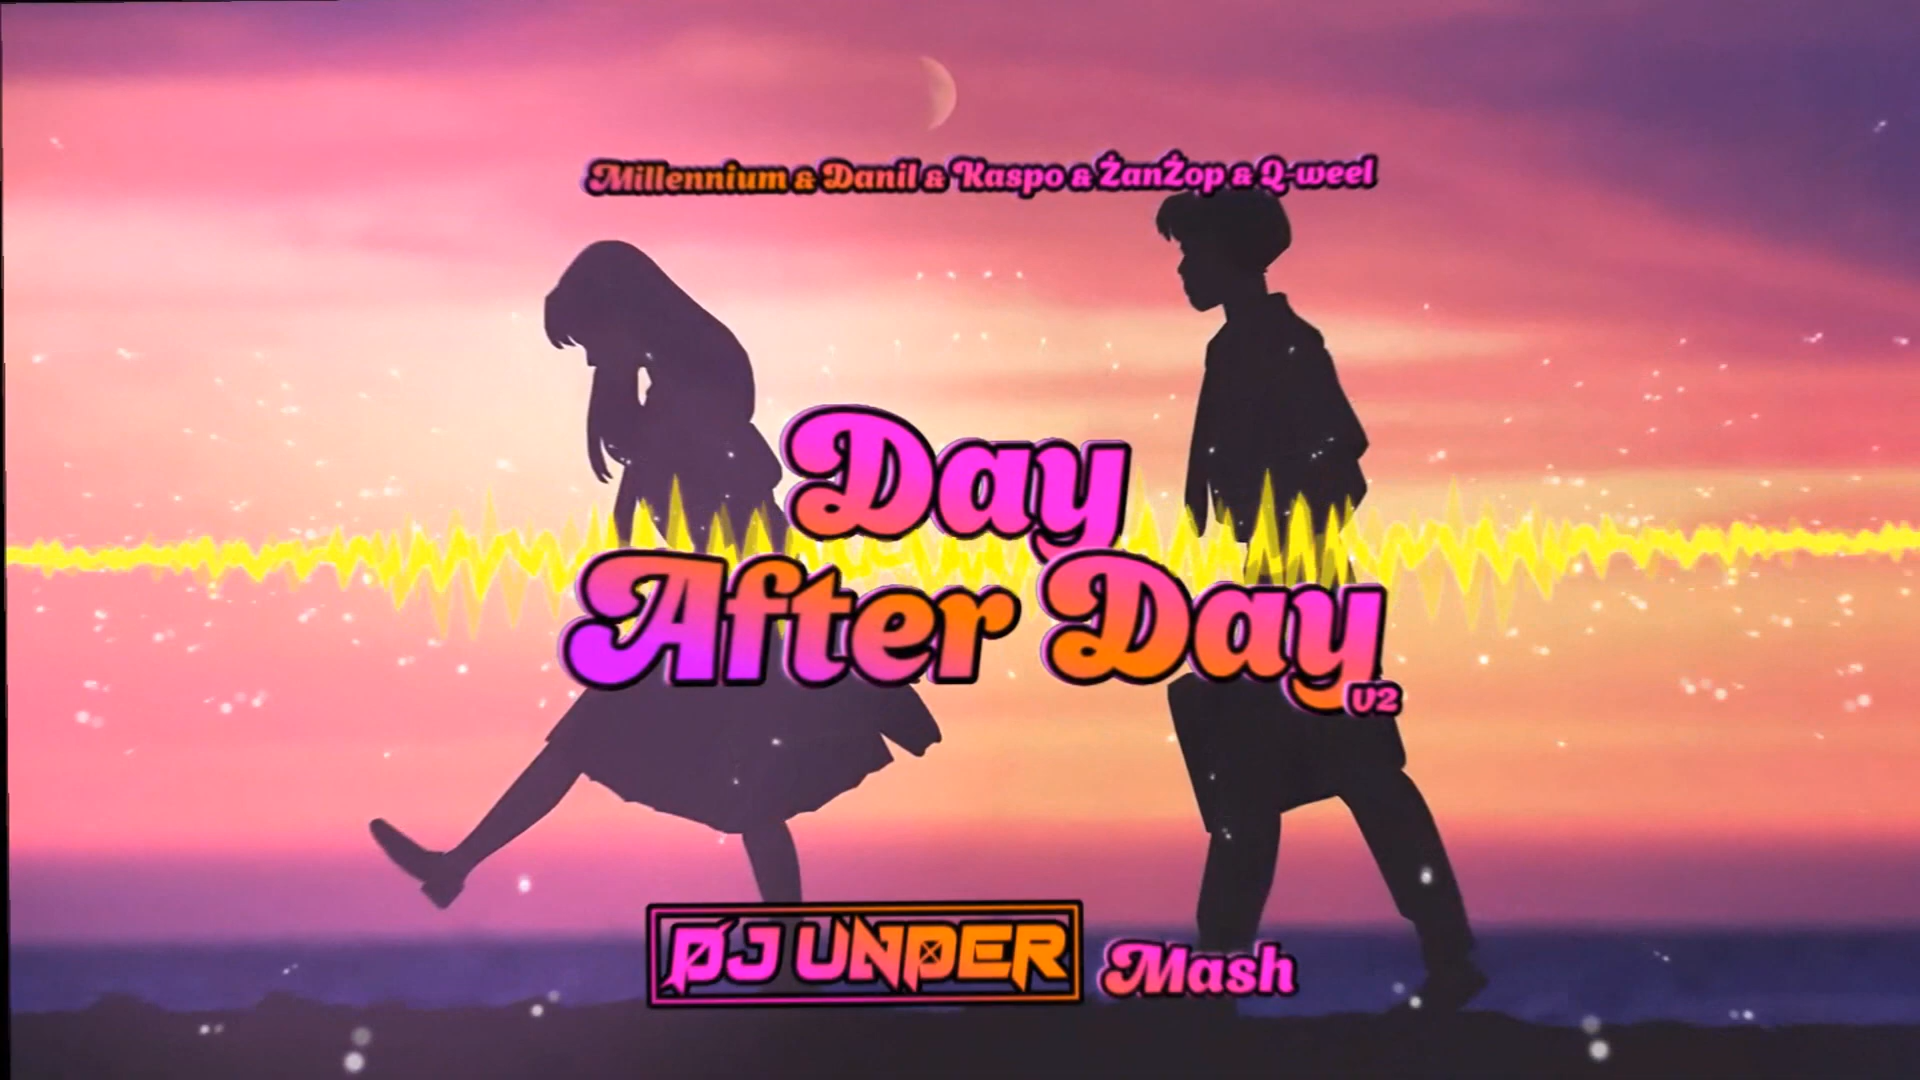 Millennium & Danil & Kaspo & ŻanŻop & Q-weel
Day
After Day
V2
DJ UNDER Mash